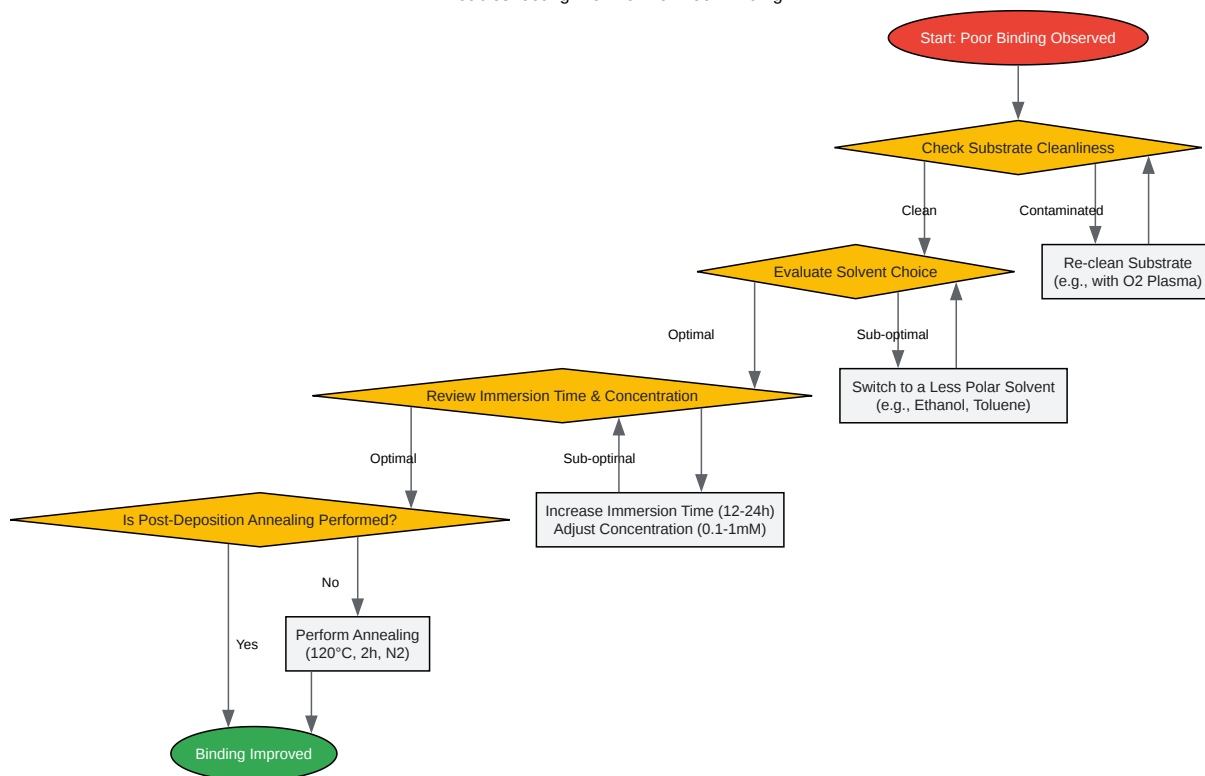 Start: Poor Binding Observed
Check Substrate Cleanliness
Clean
Contaminated
Re-clean Substrate
(e.g., with O2 Plasma)
Evaluate Solvent Choice
Optimal
Sub-optimal
Switch to a Less Polar Solvent
(e.g., Ethanol, Toluene)
Review Immersion Time & Concentration
Optimal
Sub-optimal
Increase Immersion Time (12-24h)
Adjust Concentration (0.1-1mM)
Is Post-Deposition Annealing Performed?
No
Yes
Perform Annealing
(120°C, 2h, N2)
Binding Improved